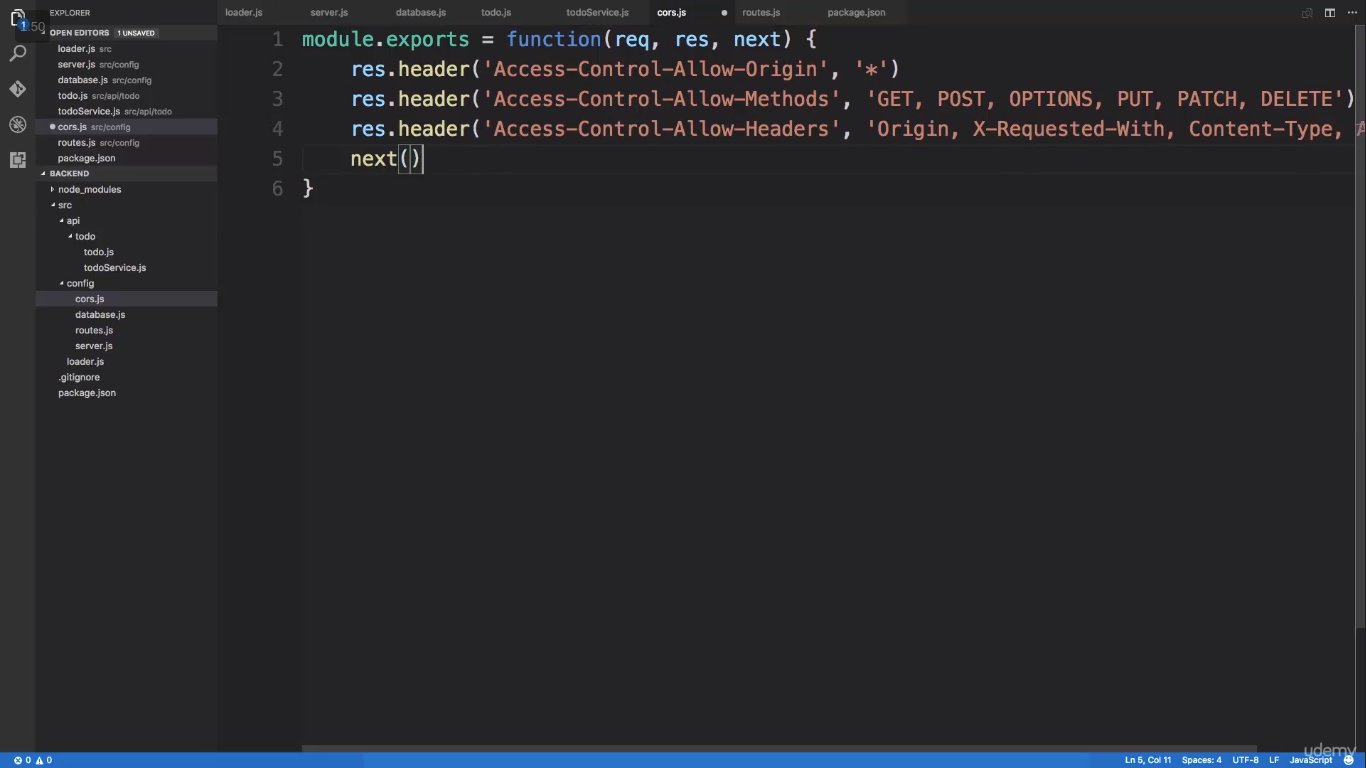 EXPLORER
OPEN EDITORS 1 UNSAVED
loader.js src
server.js src/config
database.js src/config
todo.js src/api/todo
todoService.js src/api/todo
cors.js src/config
routes.js src/config
package.json
BACKEND
node_modules
src
api
todo
todo.js
todoService.js
config
cors.js
database.js
routes.js
server.js
loader.js
.gitignore
package.json
loader.js server.js database.js todo.js todoService.js cors.js routes.js package.json
1 module.exports = function(req, res, next) {
2 res.header('Access-Control-Allow-Origin', '*')
3 res.header('Access-Control-Allow-Methods', 'GET, POST, OPTIONS, PUT, PATCH, DELETE')
4 res.header('Access-Control-Allow-Headers', 'Origin, X-Requested-With, Content-Type, A
5 next()
6 }
0 0 Ln 5, Col 11 Spaces: 4 UTF-8 LF JavaScript
udemy